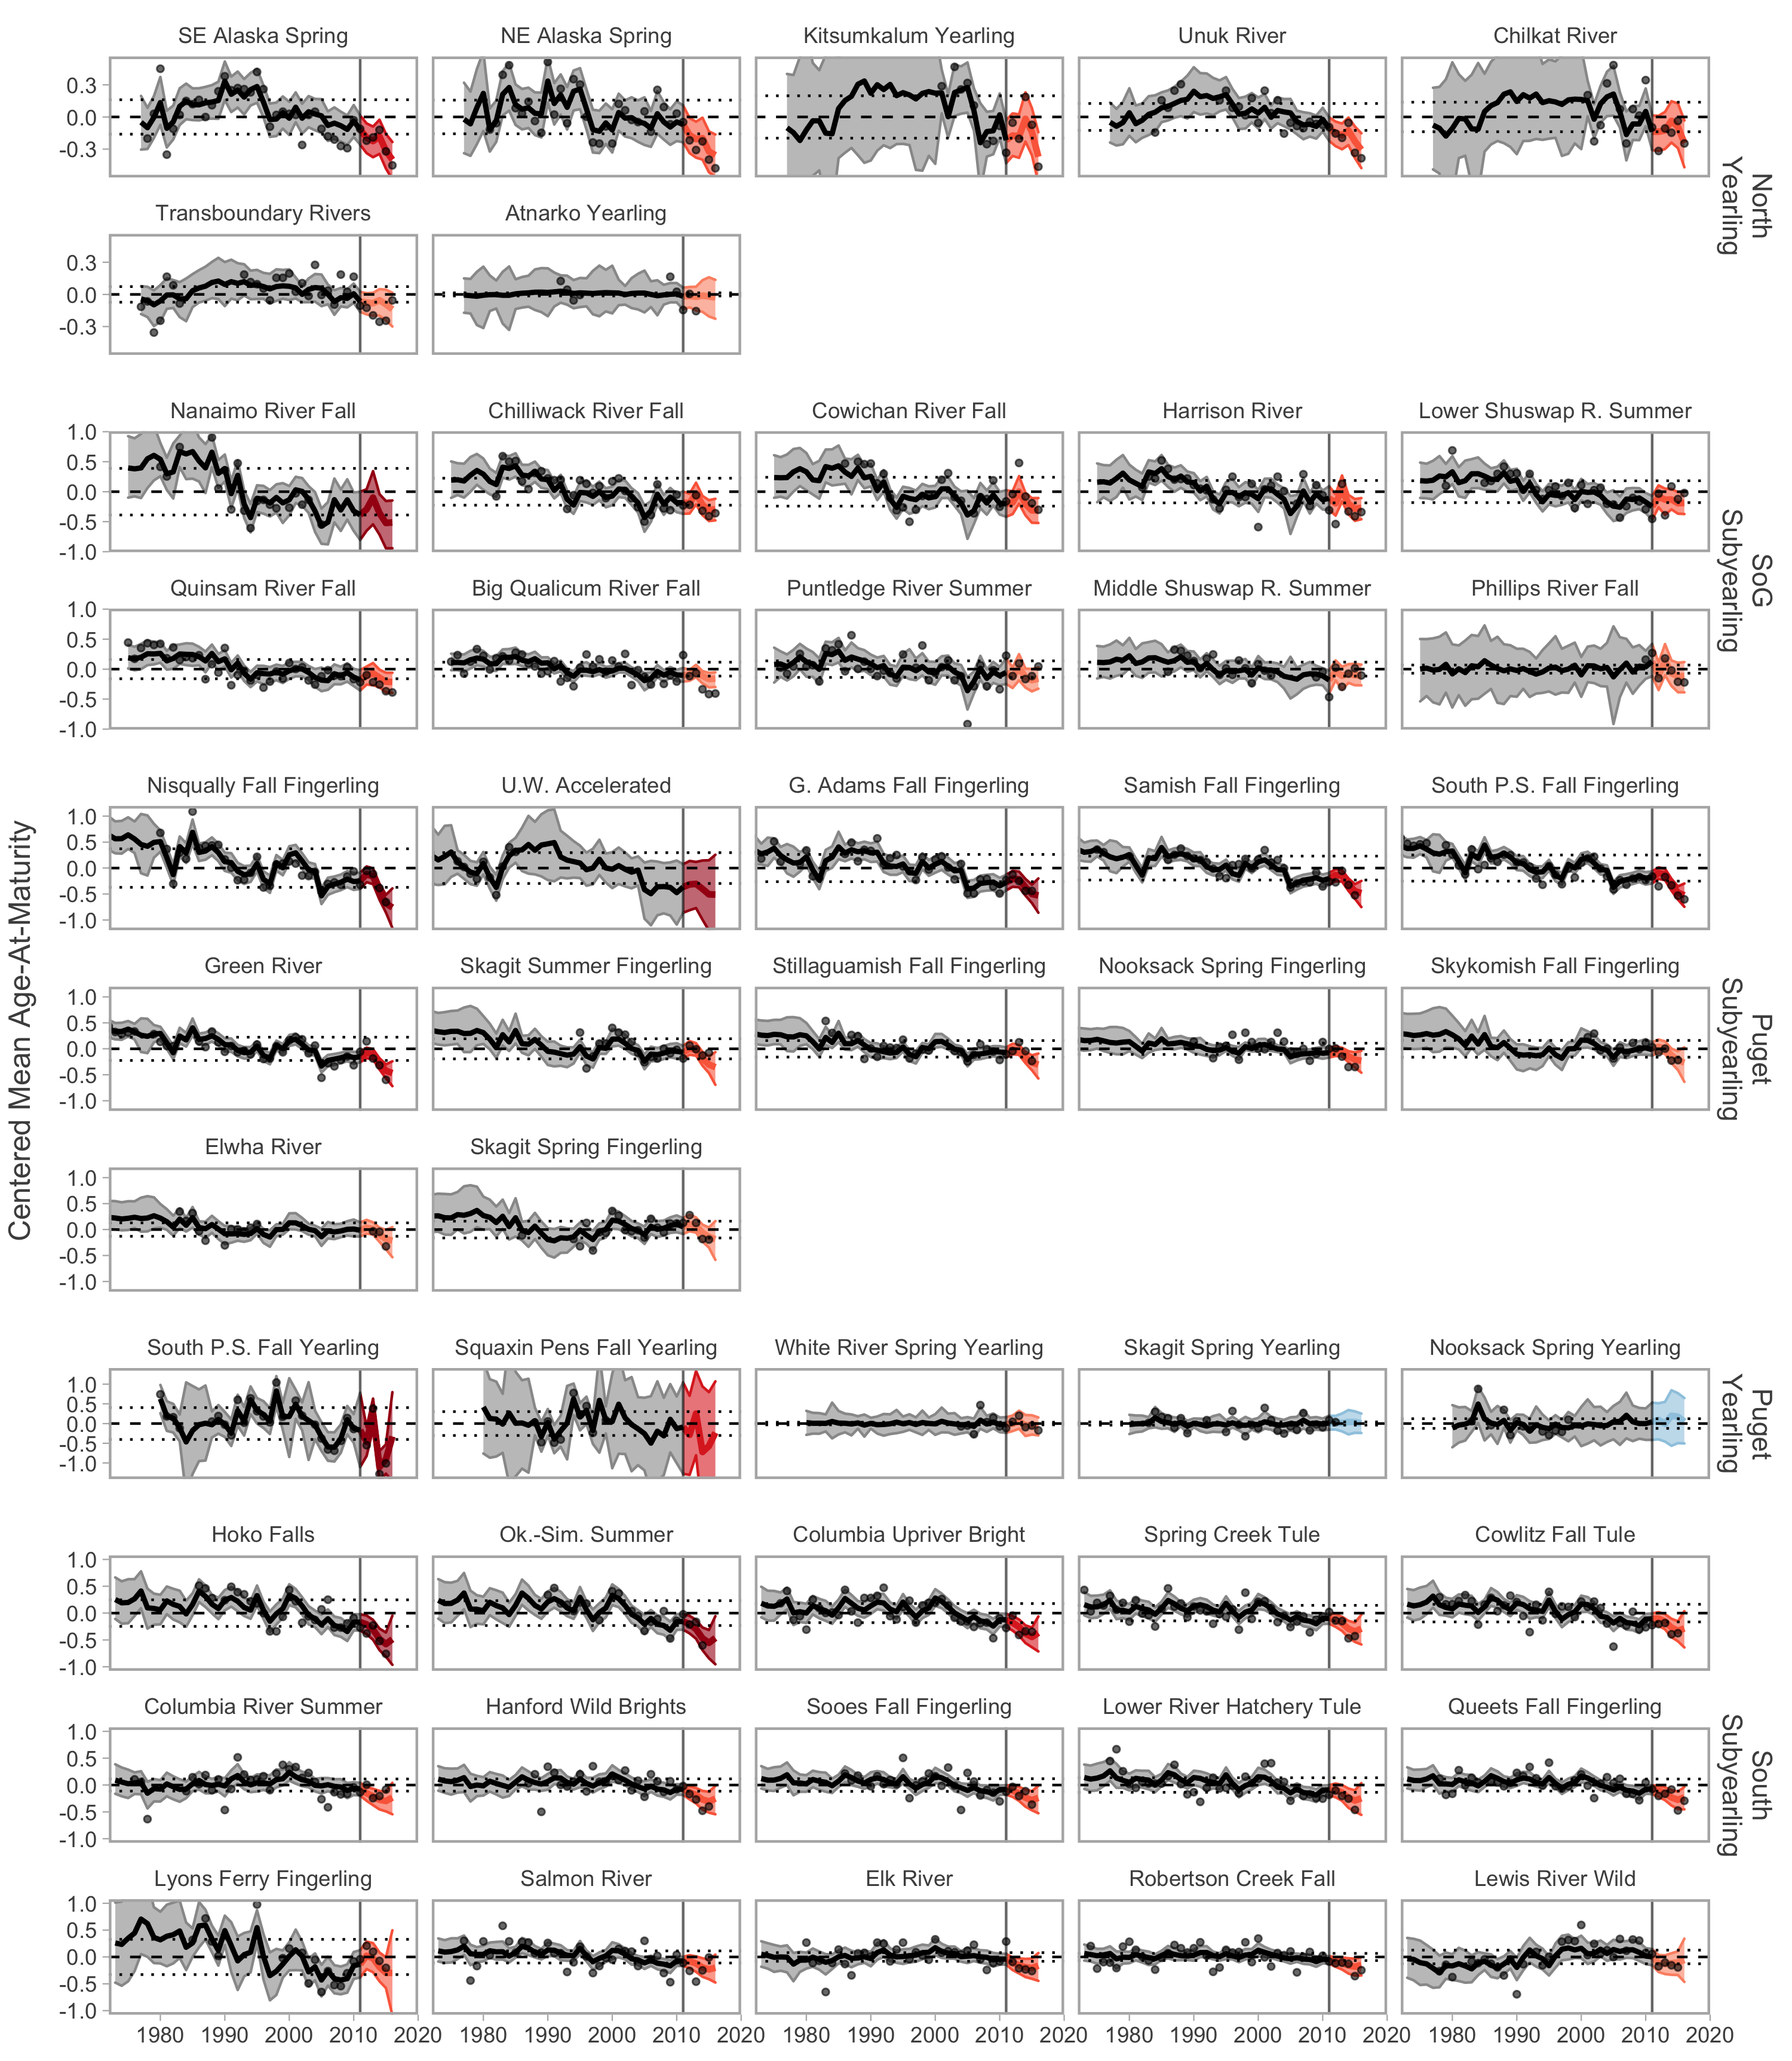 SE Alaska Spring
NE Alaska Spring
Kitsumkalum Yearling
Unuk River
Chilkat River
0.3
0.0
-0.3
North
Yearling
Transboundary Rivers
Atnarko Yearling
0.3
0.0
-0.3
Nanaimo River Fall
Chilliwack River Fall
Cowichan River Fall
Harrison River
Lower Shuswap R. Summer
1.0
0.5
0.0
-0.5
-1.0
SoG
Subyearling
Quinsam River Fall
Big Qualicum River Fall
Puntledge River Summer
Middle Shuswap R. Summer
Phillips River Fall
1.0
0.5
0.0
-0.5
-1.0
Centered Mean Age-At-Maturity
Nisqually Fall Fingerling
U.W. Accelerated
G. Adams Fall Fingerling
Samish Fall Fingerling
South P.S. Fall Fingerling
1.0
0.5
0.0
-0.5
-1.0
Green River
Skagit Summer Fingerling
Stillaguamish Fall Fingerling
Nooksack Spring Fingerling
Skykomish Fall Fingerling
1.0
0.5
0.0
-0.5
-1.0
Puget
Subyearling
Elwha River
Skagit Spring Fingerling
1.0
0.5
0.0
-0.5
-1.0
South P.S. Fall Yearling
Squaxin Pens Fall Yearling
White River Spring Yearling
Skagit Spring Yearling
Nooksack Spring Yearling
1.0
0.5
0.0
-0.5
-1.0
Puget
Yearling
Hoko Falls
Ok.-Sim. Summer
Columbia Upriver Bright
Spring Creek Tule
Cowlitz Fall Tule
1.0
0.5
0.0
-0.5
-1.0
Columbia River Summer
Hanford Wild Brights
Sooes Fall Fingerling
Lower River Hatchery Tule
Queets Fall Fingerling
1.0
0.5
0.0
-0.5
-1.0
South
Subyearling
Lyons Ferry Fingerling
Salmon River
Elk River
Robertson Creek Fall
Lewis River Wild
1.0
0.5
0.0
-0.5
-1.0
1980 1990 2000 2010 2020 1980 1990 2000 2010 2020 1980 1990 2000 2010 2020 1980 1990 2000 2010 2020 1980 1990 2000 2010 2020